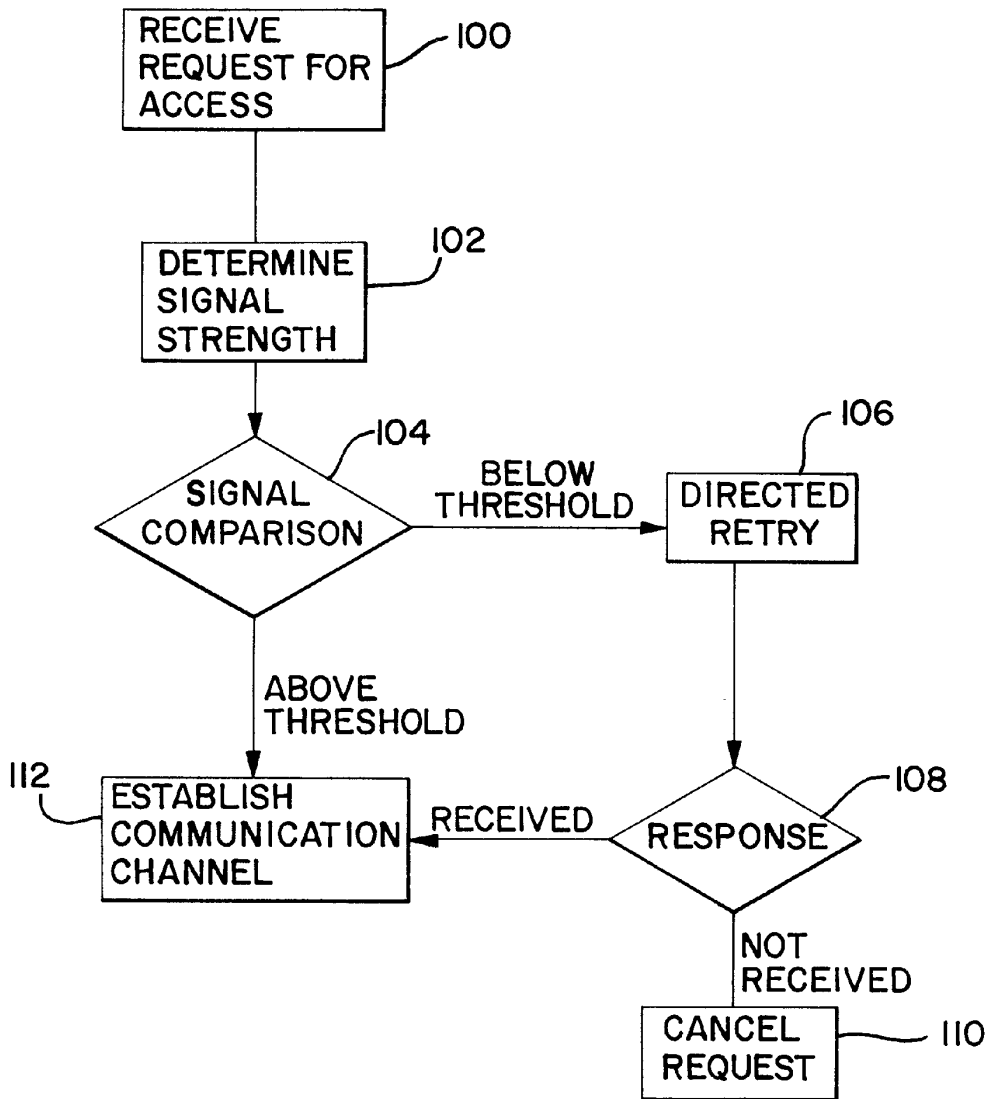 RECEIVE
REQUEST FOR
ACCESS
100
DETERMINE
SIGNAL
STRENGTH
102
SIGNAL
COMPARISON
104
BELOW
THRESHOLD
DIRECTED
RETRY
106
ABOVE
THRESHOLD
112
ESTABLISH
COMMUNICATION
CHANNEL
RECEIVED
RESPONSE
108
NOT
RECEIVED
CANCEL
REQUEST
110